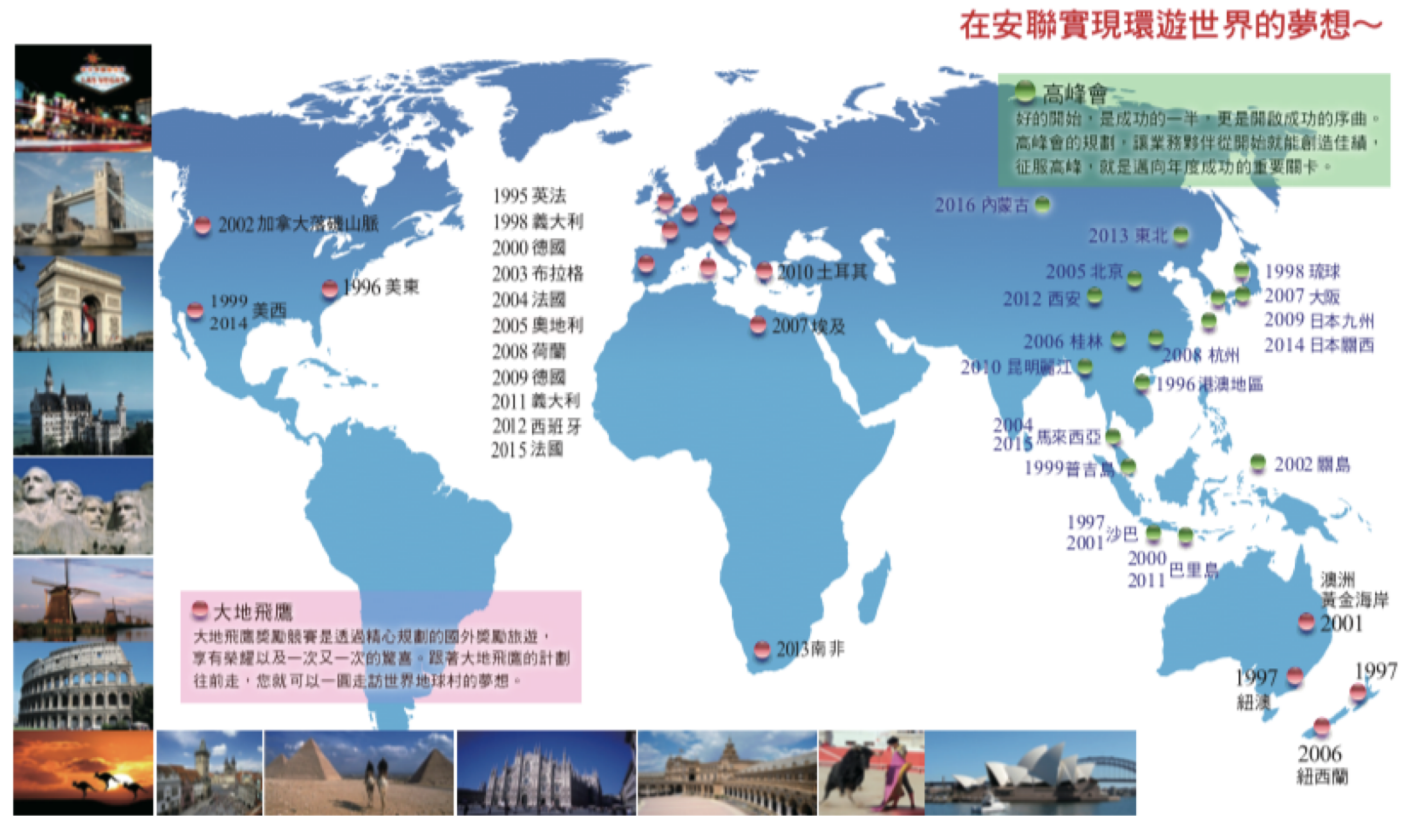 在安聯實現環遊世界的夢想～
高峰會
好的開始，是成功的一半，更是開啟成功的序曲。
高峰會的規劃，讓業務夥伴從開始就能創造佳績，
征服高峰，就是邁向年度成功的重要關卡。
2002 加拿大落磯山脈
1996 美東
1999
2014
美西
1995 英法
1998 義大利
2000 德國
2003 布拉格
2004 法國
2005 奧地利
2008 荷蘭
2009 德國
2011 義大利
2012 西班牙
2015 法國
2010 土耳其
2007 埃及
2013 南非
2016 內蒙古
2013 東北
2005 北京
2012 西安
2006 桂林
2008 杭州
2010 昆明麗江
1996 港澳地區
1998 琉球
2007 大阪
2009 日本九州
2014 日本關西
2004
2015
馬來西亞
1999 普吉島
2002 關島
1997
2001
沙巴
2000
2011
巴里島
澳洲
黃金海岸
2001
1997
紐澳
1997
2006
紐西蘭
大地飛鷹
大地飛鷹獎勵競賽是透過精心規劃的國外獎勵旅遊，
享有榮耀以及一次又一次的驚喜。跟著大地飛鷹的計劃
往前走，您就可以一圓走訪世界地球村的夢想。